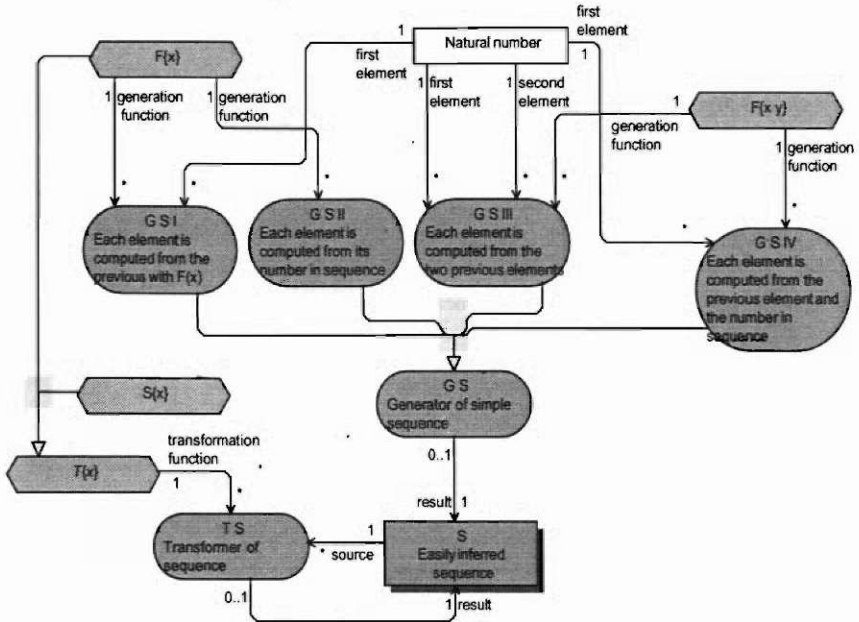 first
element
1
Natural number
1
first
element
F{x}
1
first
element
1
second
element
1
F{x y}
1
generation
function
1
generation
function
generation
function
1
generation
function
*
*
*
*
*
*
*
*
G S I
Each element is
computed from the
previous with F(x)
G S II
Each element is
computed from its
number in sequence
G S III
Each element is
computed from the
two previous elements
G S IV
Each element is
computed from the
previous element and
the number in
sequence
S{x}
G S
Generator of simple
sequence
T{x}
transformation
function
1
*
0..1
result
1
T S
Transformer of
sequence
1
*
source
S
Easily inferred
sequence
0..1
1
result